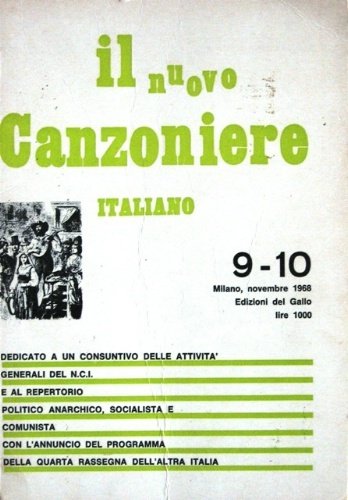 il nuovo
Canzoniere
ITALIANO
9-10
Milano, novembre 1968
Edizioni del Gallo
lire 1000
DEDICATO A UN CONSUNTIVO DELLE ATTIVITA'
GENERALI DEL N.C.I.
E AL REPERTORIO
POLITICO ANARCHICO, SOCIALISTA E
COMUNISTA
CON L'ANNUNCIO DEL PROGRAMMA
DELLA QUARTA RASSEGNA DELL'ALTRA ITALIA